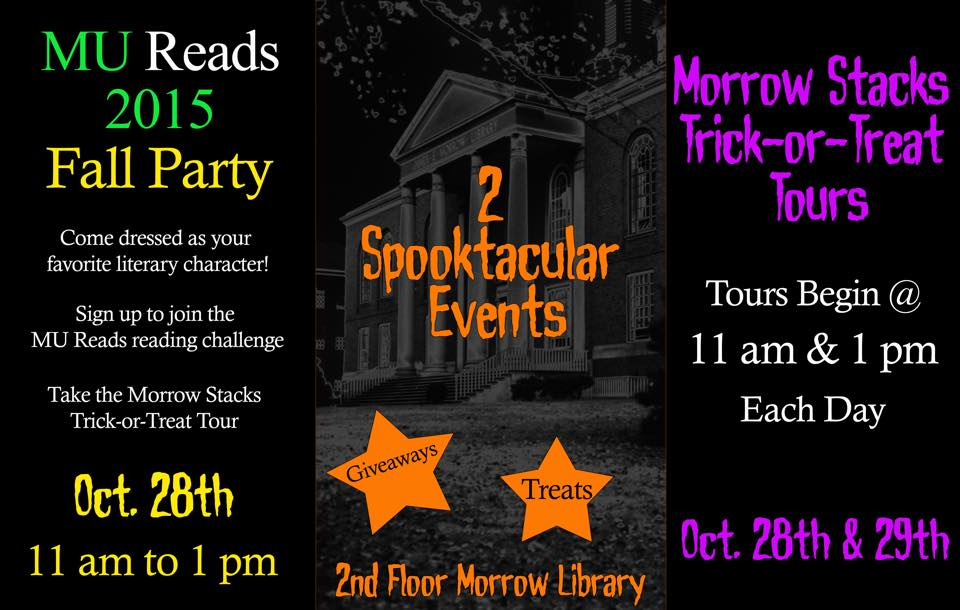 MU Reads
2015
Fall Party
Come dressed as your
favorite literary character!
Sign up to join the
MU Reads reading challenge
Take the Morrow Stacks
Trick-or-Treat Tour
Oct. 28th
11 am to 1 pm
2
Spooktacular
Events
Giveaways
Treats
2nd Floor Morrow Library
Morrow Stacks
Trick-or-Treat
Tours
Tours Begin @
11 am & 1 pm
Each Day
Oct. 28th & 29th